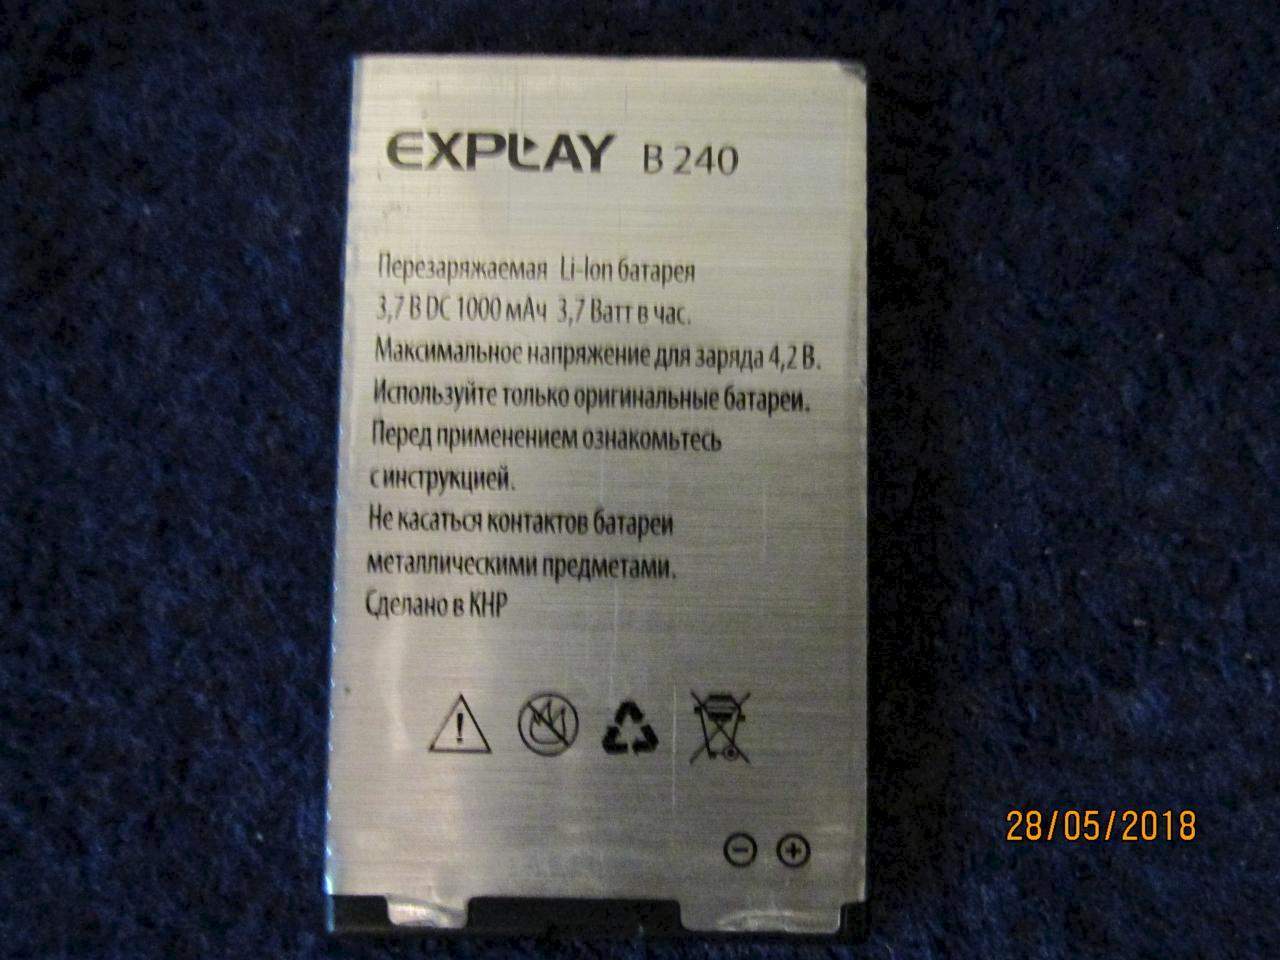 EXPLAY B 240
Перезаряжаемая Li-Ion батарея
3,7 В DC 1000 мАч 3,7 Ватт в час.
Максимальное напряжение для заряда 4,2 В.
Используйте только оригинальные батареи.
Перед применением ознакомьтесь
с инструкцией.
Не касаться контактов батареи
металлическими предметами.
Сделано в КНР
28/05/2018